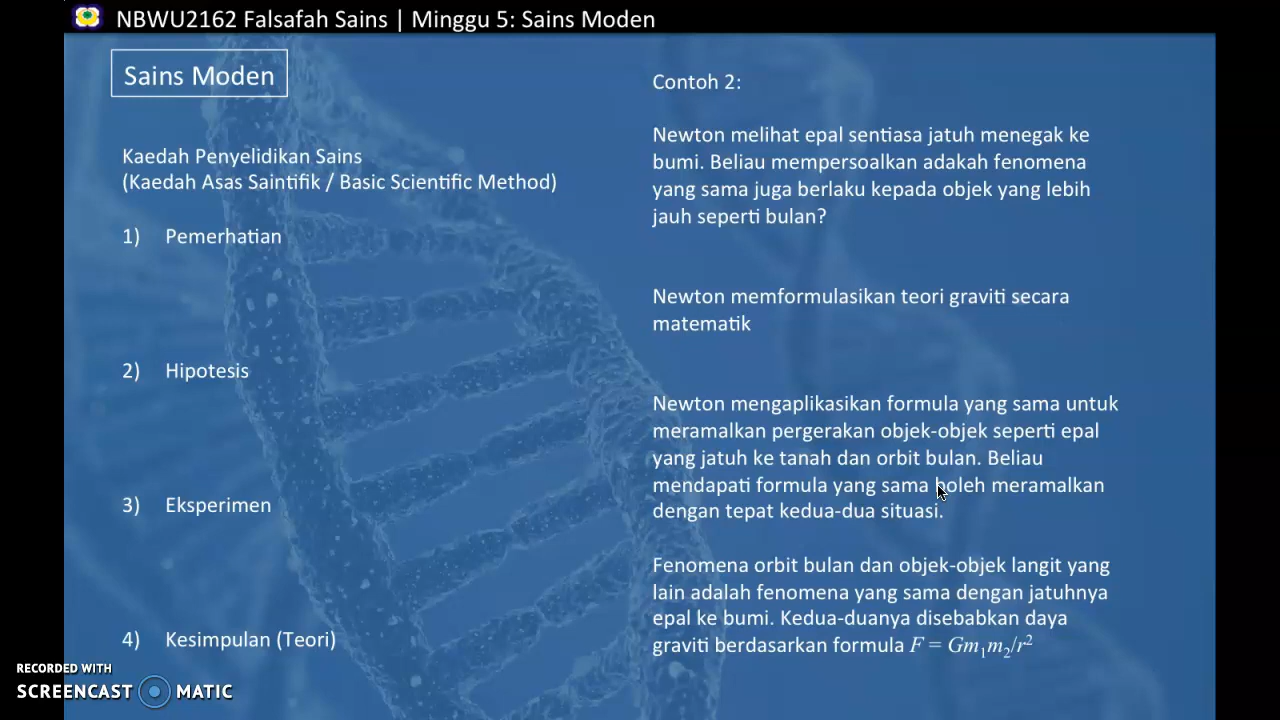 NBWU2162 Falsafah Sains | Minggu 5: Sains Moden
Sains Moden
Kaedah Penyelidikan Sains
(Kaedah Asas Saintifik / Basic Scientific Method)
1) Pemerhatian
2) Hipotesis
3) Eksperimen
4) Kesimpulan (Teori)
Contoh 2:
Newton melihat epal sentiasa jatuh menegak ke
bumi. Beliau mempersoalkan adakah fenomena
yang sama juga berlaku kepada objek yang lebih
jauh seperti bulan?
Newton memformulasikan teori graviti secara
matematik
Newton mengaplikasikan formula yang sama untuk
meramalkan pergerakan objek-objek seperti epal
yang jatuh ke tanah dan orbit bulan. Beliau
mendapati formula yang sama boleh meramalkan
dengan tepat kedua-dua situasi.
Fenomena orbit bulan dan objek-objek langit yang
lain adalah fenomena yang sama dengan jatuhnya
epal ke bumi. Kedua-duanya disebabkan daya
graviti berdasarkan formula F = Gm₁m₂/r²
RECORDED WITH
SCREENCAST MATIC